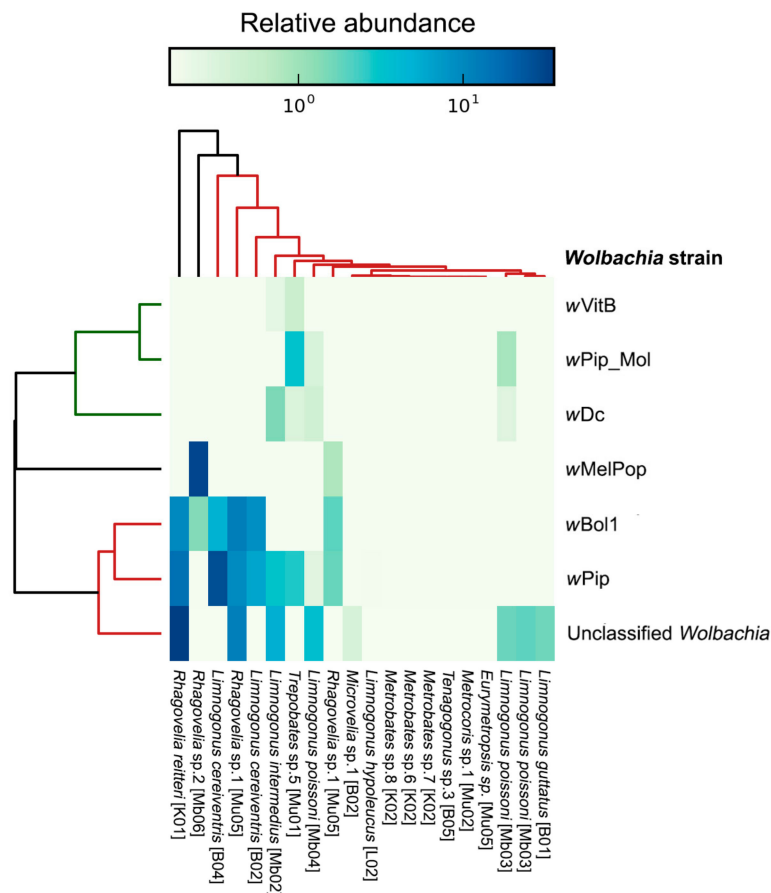 Relative abundance
10⁰ 10¹
Wolbachia strain
wVitB
wPip_Mol
wDc
wMelPop
wBol1
wPip
Unclassified Wolbachia
Rhagovelia reitteri [K01]
Rhagovelia sp.2 [Mb06]
Limnogonus cereiventris [B04]
Rhagovelia sp.1 [Mu05]
Limnogonus cereiventris [B02]
Limnogonus intermedius [Mb02]
Trepobates sp.5 [Mu01]
Limnogonus poissoni [Mb04]
Rhagovelia sp.1 [Mu05]
Microvelia sp.1 [B02]
Limnogonus hypoleucus [L02]
Metrobates sp.8 [K02]
Metrobates sp.6 [K02]
Metrobates sp.7 [K02]
Tenagogonus sp.3 [B05]
Metrocoris sp.1 [Mu02]
Eurymetropsis sp. [Mu05]
Limnogonus poissoni [Mb03]
Limnogonus poissoni [Mb03]
Limnogonus guttatus [B01]